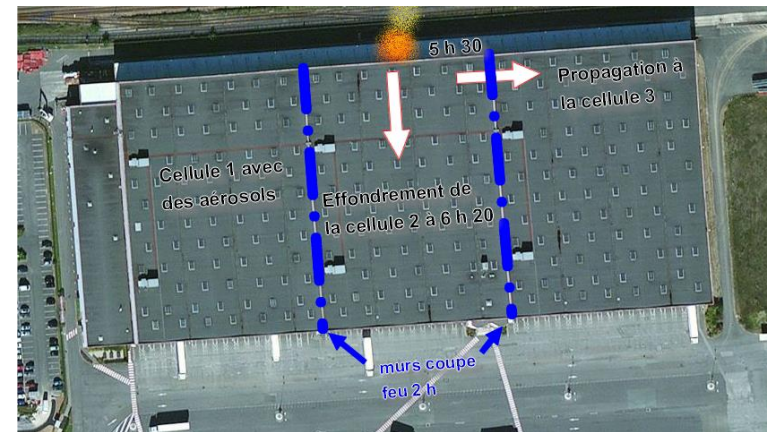 5 h 30
Propagation à
la cellule 3
Cellule 1 avec
des aérosols
Effondrement de
la cellule 2 à 6 h 20
murs coupe
feu 2 h